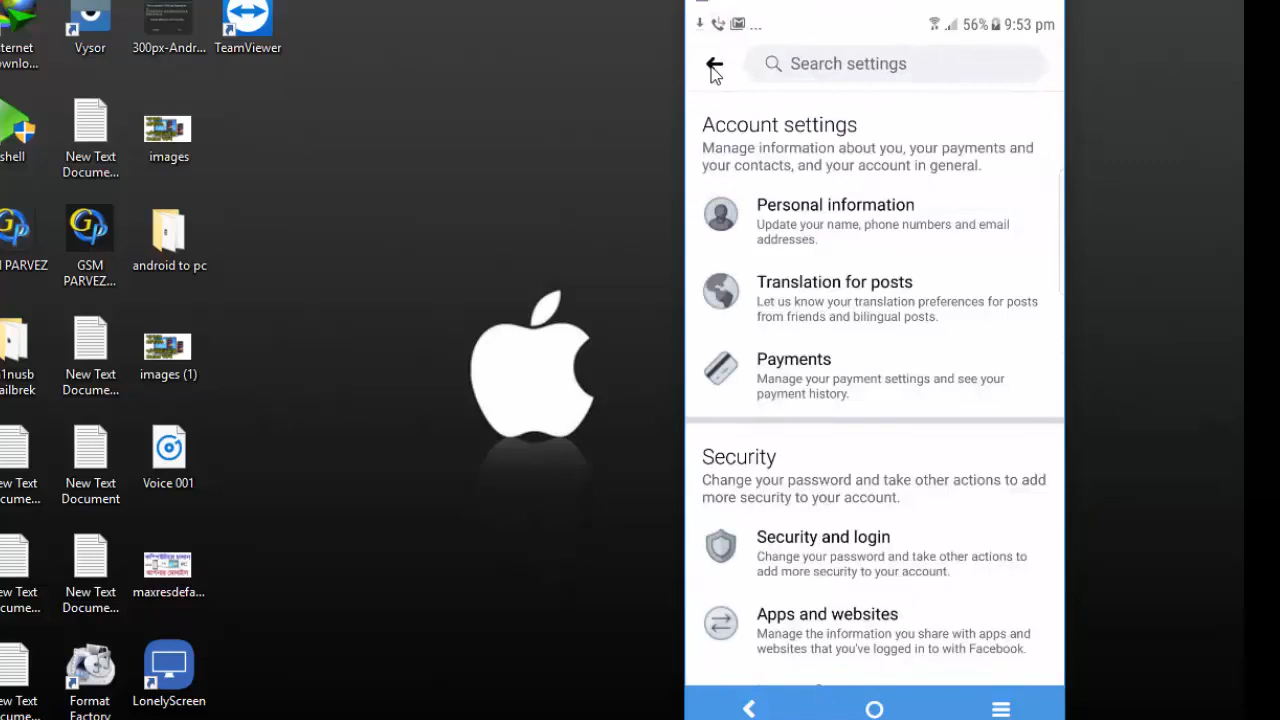 nternet
ownlo...
Vysor
300px-Andr...
TeamViewer
shell
New Text
Docume...
images
I PARVEZ
GSM
PARVEZ...
android to pc
n1nusb
ailbrek
New Text
Docume...
images (1)
ew Text
ocume...
New Text
Document
Voice 001
ew Text
ocume...
New Text
Docume...
maxresdefa...
ew Text
ocume...
Format
Factory
LonelyScreen
... 56% 9:53 pm
Search settings
Account settings
Manage information about you, your payments and
your contacts, and your account in general.
Personal information
Update your name, phone numbers and email
addresses.
Translation for posts
Let us know your translation preferences for posts
from friends and bilingual posts.
Payments
Manage your payment settings and see your
payment history.
Security
Change your password and take other actions to add
more security to your account.
Security and login
Change your password and take other actions to
add more security to your account.
Apps and websites
Manage the information you share with apps and
websites that you've logged in to with Facebook.